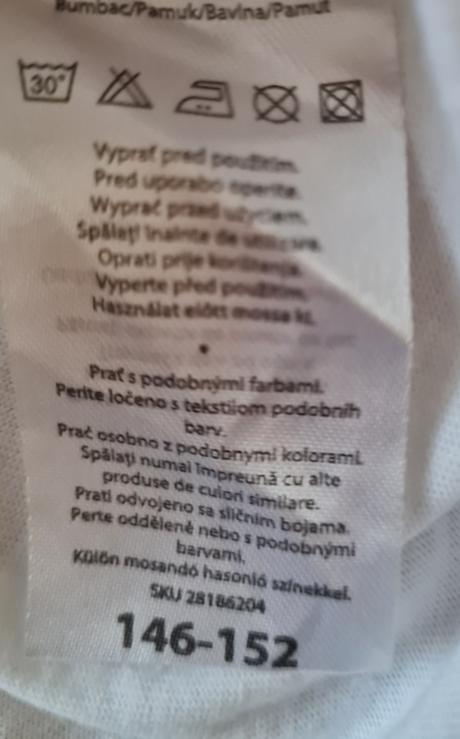 Bumbac/Pamuk/Bavlna/Pamut
30°
Vyprať pred použitím.
Pred uporabo operite.
Wyprać przed użyciem.
Spălați înainte de utilizare.
Oprati prije korištenja.
Vyperte před použitím.
Használat előtt mossa ki.
Prať s podobnými farbami.
Perite ločeno s tekstilom podobnih
barv.
Prać osobno z podobnymi kolorami.
Spălați numai împreună cu alte
produse de culori similare.
Prati odvojeno sa sličnim bojama.
Perte odděleně nebo s podobnými
barvami.
Külön mosandó hasonló színekkel.
SKU 28186204
146-152